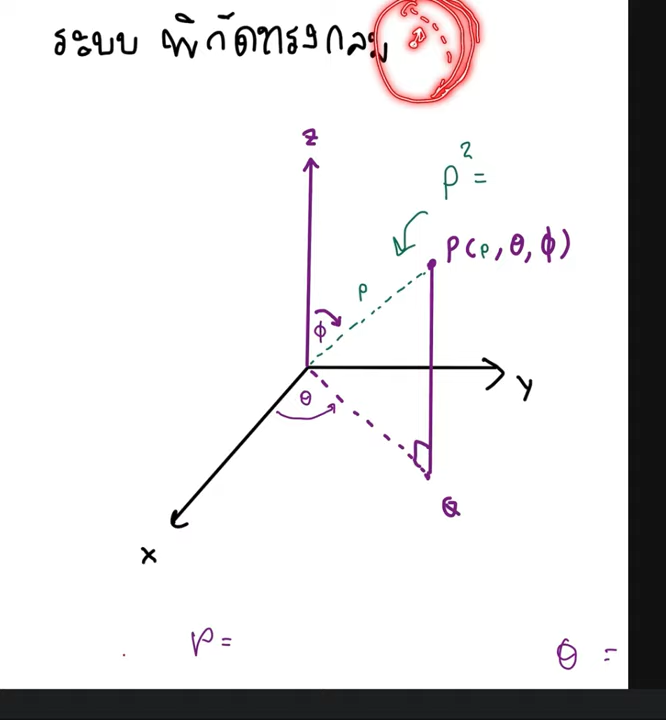 ระบบ พิกัดทรงกลม
z
ρ² =
P(ρ, θ, ϕ)
ρ
ϕ
θ
y
Q
x
ρ =
θ =